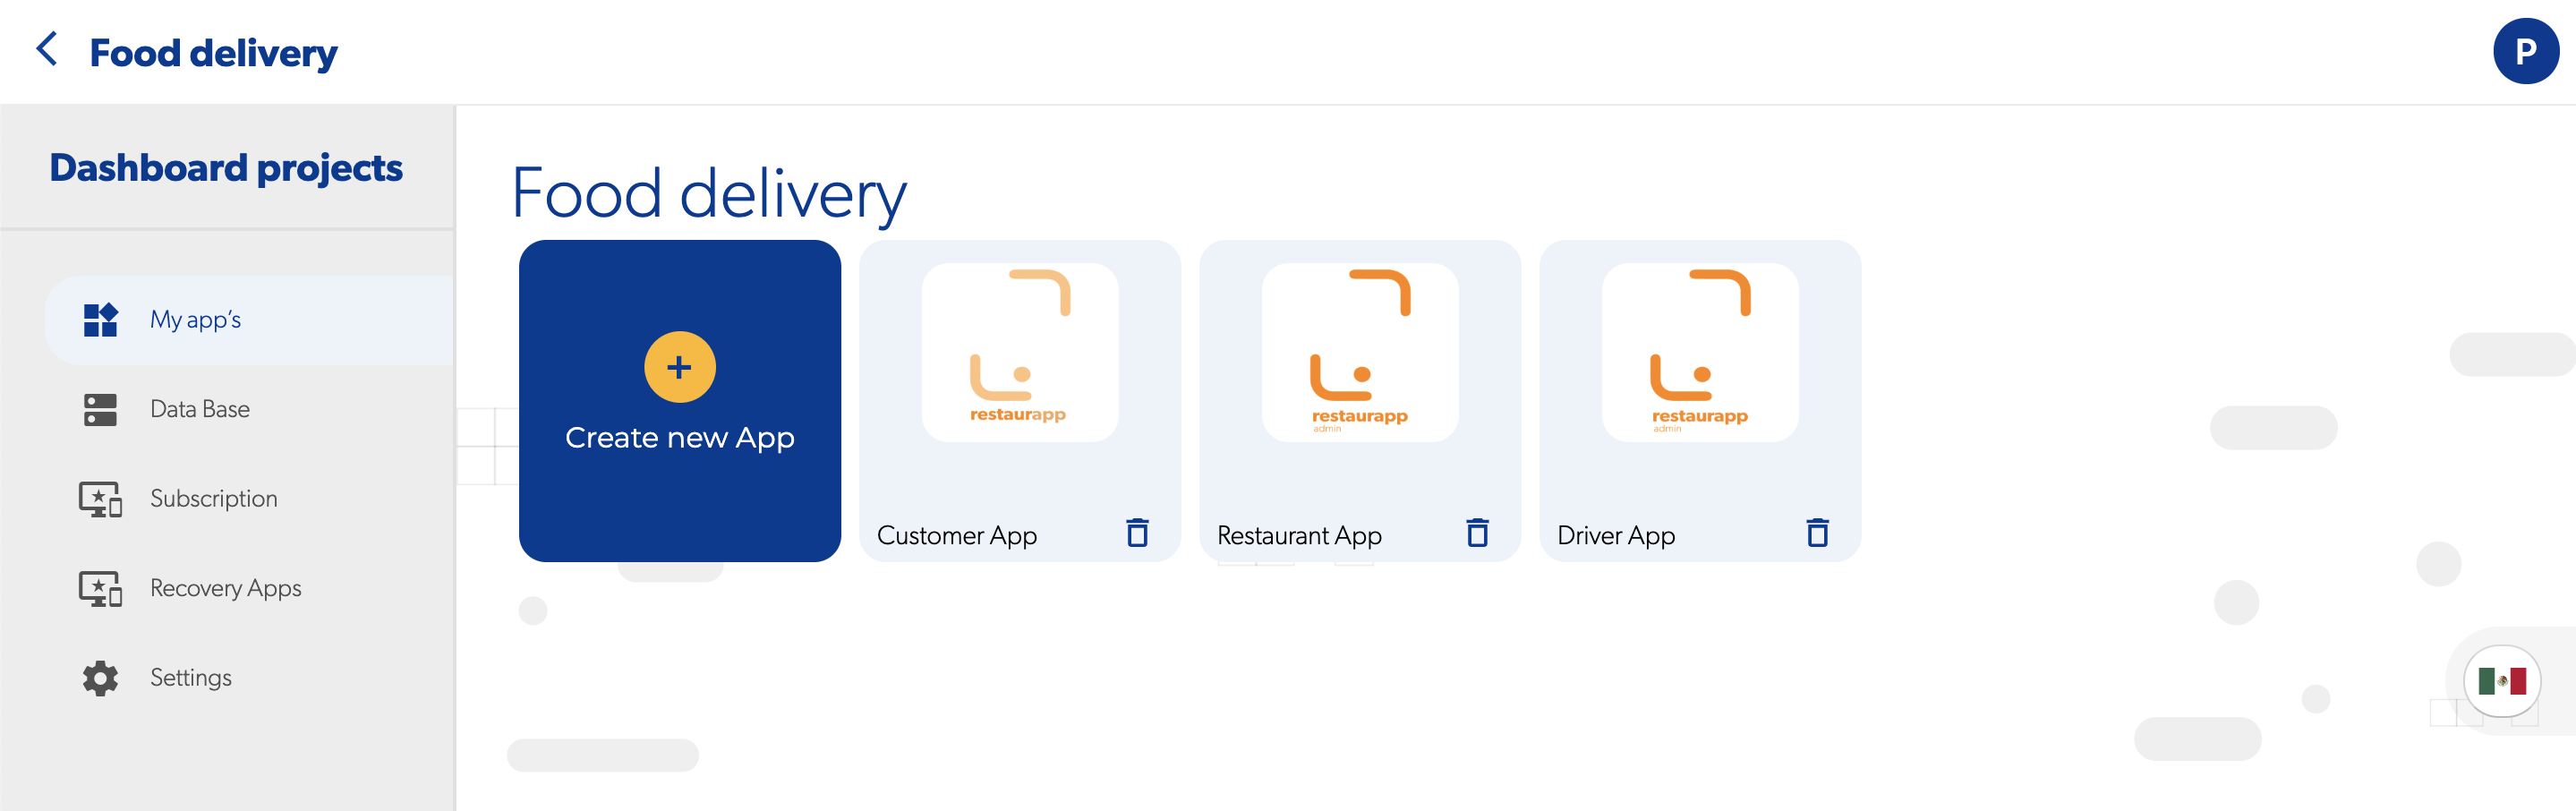 Food delivery
P
Dashboard projects
My app's
Data Base
Subscription
Recovery Apps
Settings
Food delivery
+
Create new App
restaurapp
Customer App
restaurapp
admin
Restaurant App
restaurapp
admin
Driver App